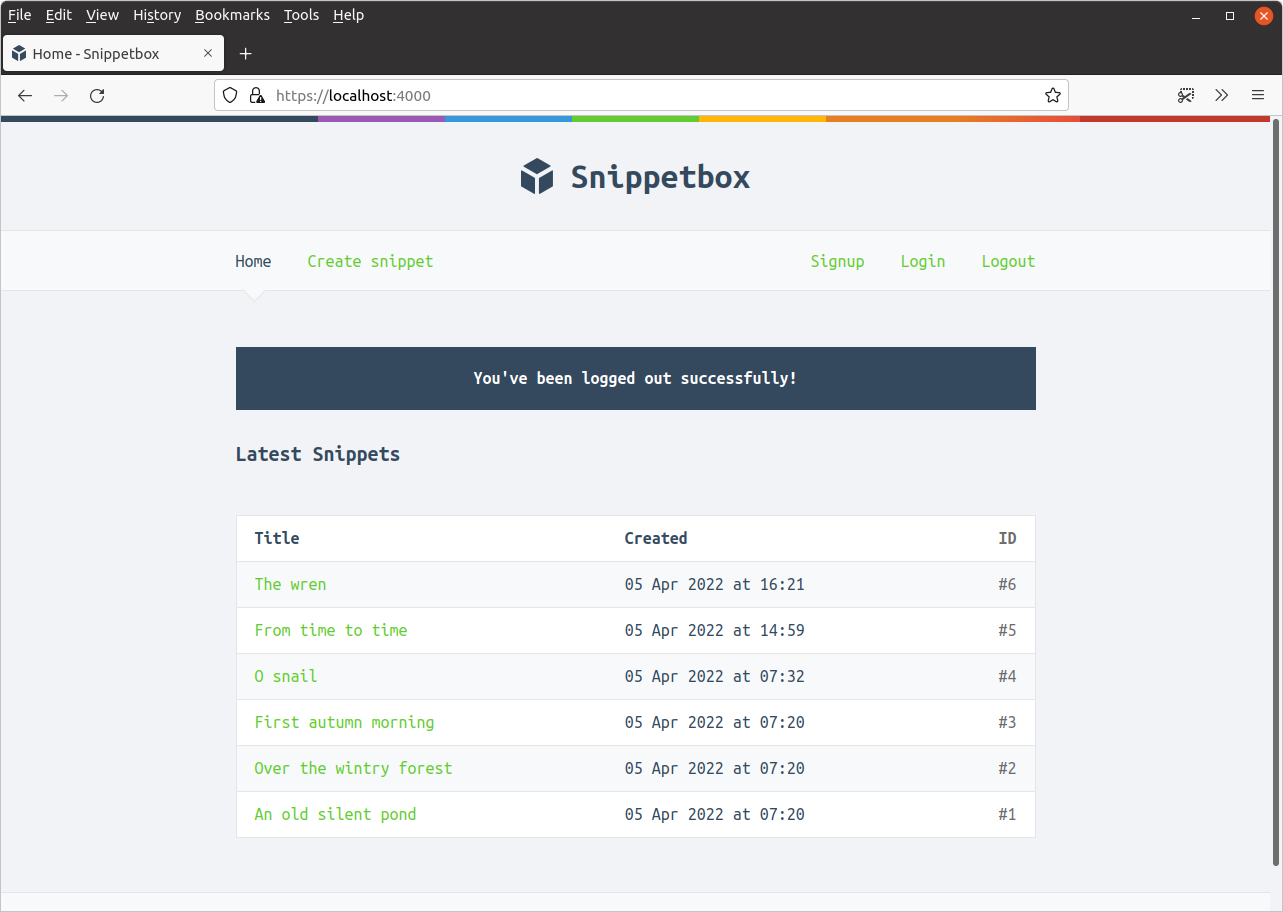 File Edit View History Bookmarks Tools Help
Home - Snippetbox
https://localhost:4000
Snippetbox
Home Create snippet Signup Login Logout
You've been logged out successfully!
Latest Snippets
Title Created ID
The wren 05 Apr 2022 at 16:21 #6
From time to time 05 Apr 2022 at 14:59 #5
O snail 05 Apr 2022 at 07:32 #4
First autumn morning 05 Apr 2022 at 07:20 #3
Over the wintry forest 05 Apr 2022 at 07:20 #2
An old silent pond 05 Apr 2022 at 07:20 #1